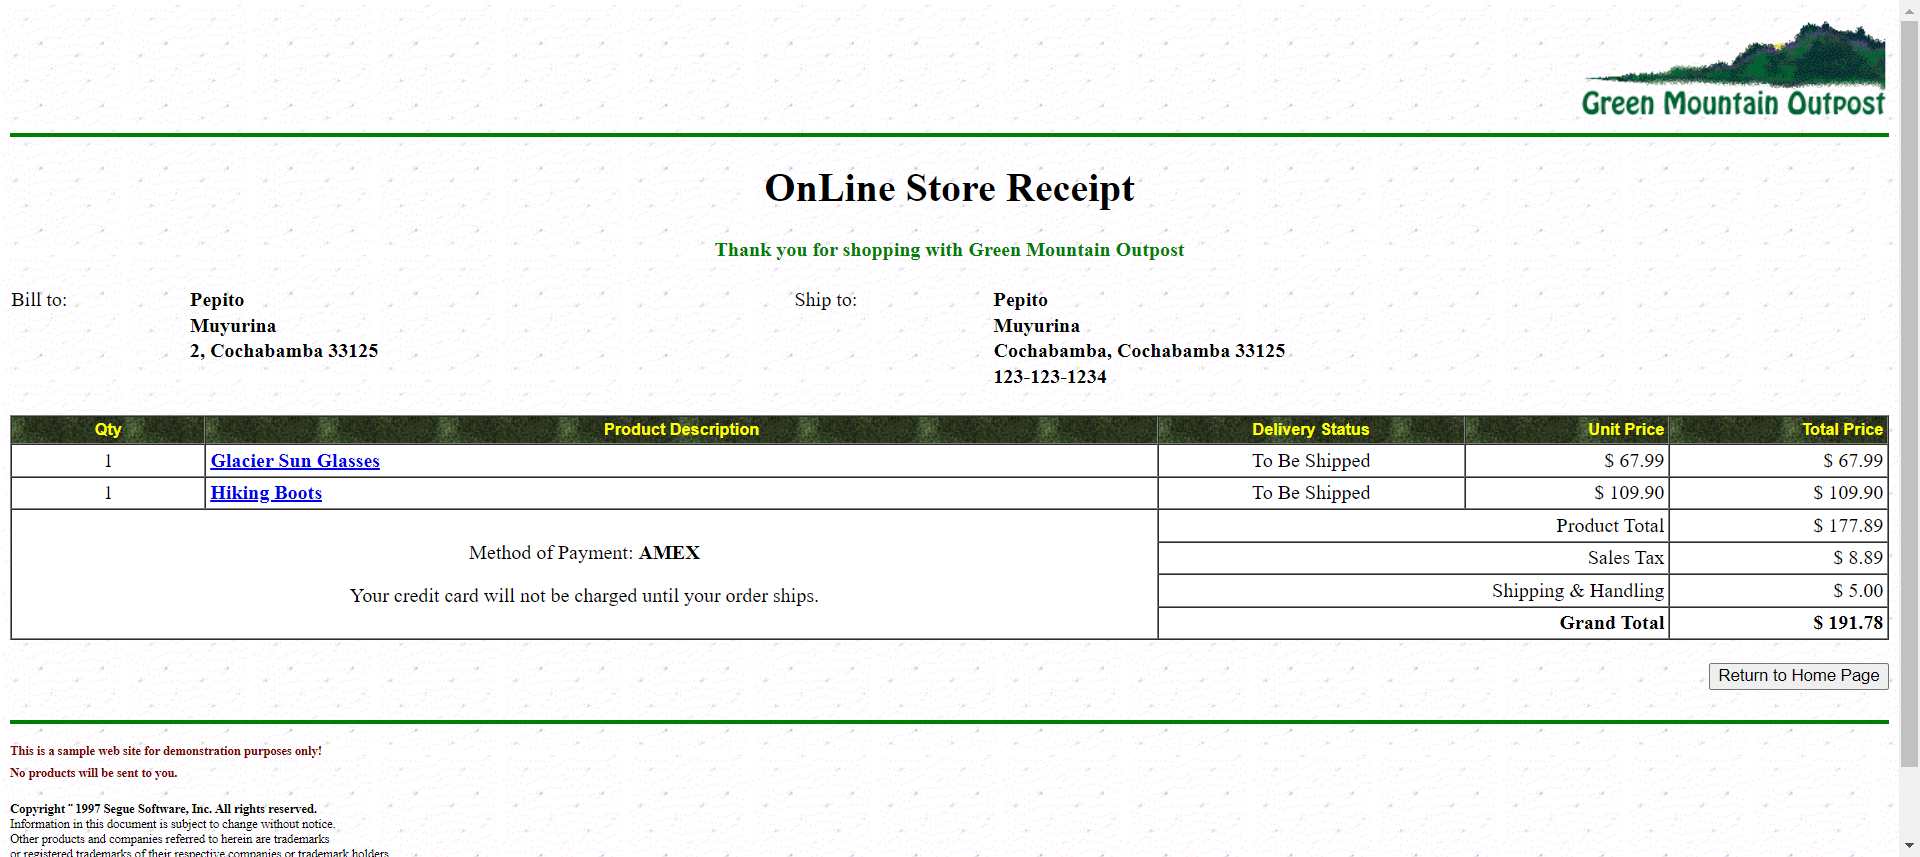 Green Mountain Outpost
OnLine Store Receipt
Thank you for shopping with Green Mountain Outpost
Bill to: Pepito Ship to: Pepito
Muyurina Muyurina
2, Cochabamba 33125 Cochabamba, Cochabamba 33125
123-123-1234
Qty Product Description Delivery Status Unit Price Total Price
1 Glacier Sun Glasses To Be Shipped $ 67.99 $ 67.99
1 Hiking Boots To Be Shipped $ 109.90 $ 109.90
Product Total $ 177.89
Method of Payment: AMEX
Sales Tax $ 8.89
Your credit card will not be charged until your order ships.
Shipping & Handling $ 5.00
Grand Total $ 191.78
Return to Home Page
This is a sample web site for demonstration purposes only!
No products will be sent to you.
Copyright ¨ 1997 Segue Software, Inc. All rights reserved.
Information in this document is subject to change without notice.
Other products and companies referred to herein are trademarks
or registered trademarks of their respective companies or trademark holders